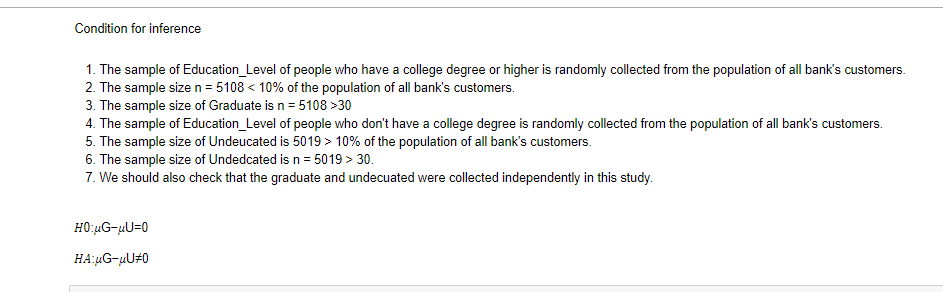 Condition for inference
1. The sample of Education_Level of people who have a college degree or higher is randomly collected from the population of all bank's customers.
2. The sample size n = 5108 < 10% of the population of all bank's customers.
3. The sample size of Graduate is n = 5108 >30
4. The sample of Education_Level of people who don't have a college degree is randomly collected from the population of all bank's customers.
5. The sample size of Undeucated is 5019 > 10% of the population of all bank's customers.
6. The sample size of Undedcated is n = 5019 > 30.
7. We should also check that the graduate and undecuated were collected independently in this study.
H0:μG−μU=0
HA:μG−μU≠0